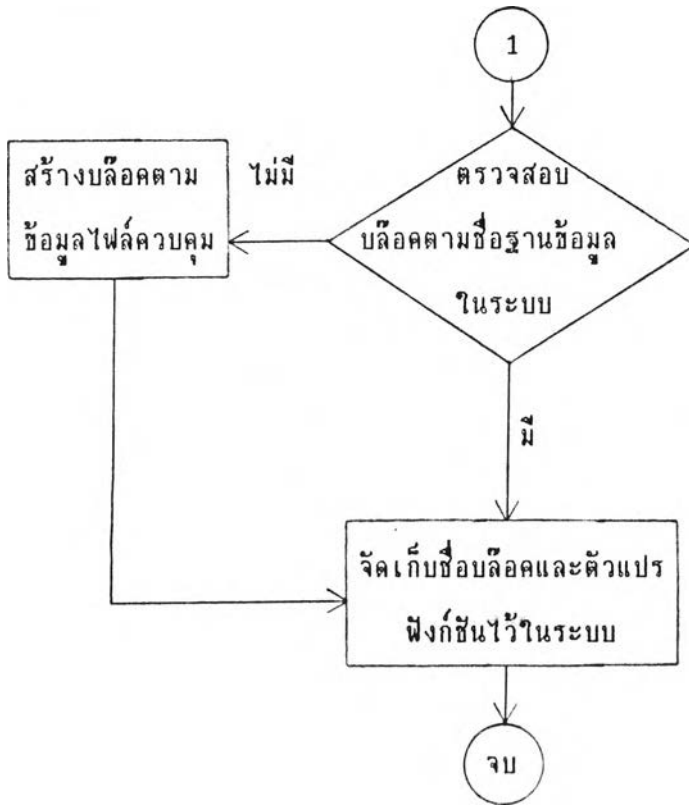 1
ตรวจสอบ
บล๊อคตามชื่อฐานข้อมูล
ในระบบ
ไม่มี
สร้างบล๊อคตาม
ข้อมูลไฟล์ควบคุม
มี
จัดเก็บชื่อบล๊อคและตัวแปร
ฟังก์ชันไว้ในระบบ
จบ